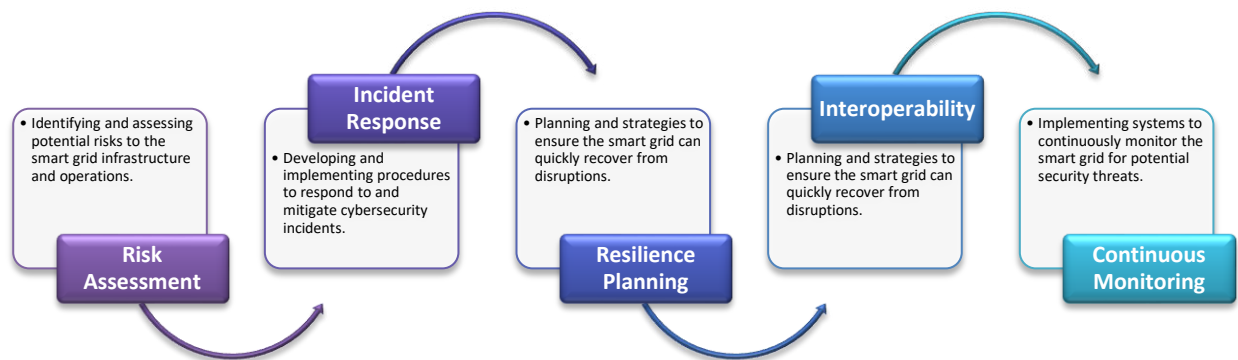 • Identifying and assessing
potential risks to the
smart grid infrastructure
and operations.
Risk
Assessment
Incident
Response
• Developing and
implementing procedures
to respond to and
mitigate cybersecurity
incidents.
• Planning and strategies to
ensure the smart grid can
quickly recover from
disruptions.
Resilience
Planning
Interoperability
• Planning and strategies to
ensure the smart grid can
quickly recover from
disruptions.
• Implementing systems to
continuously monitor the
smart grid for potential
security threats.
Continuous
Monitoring